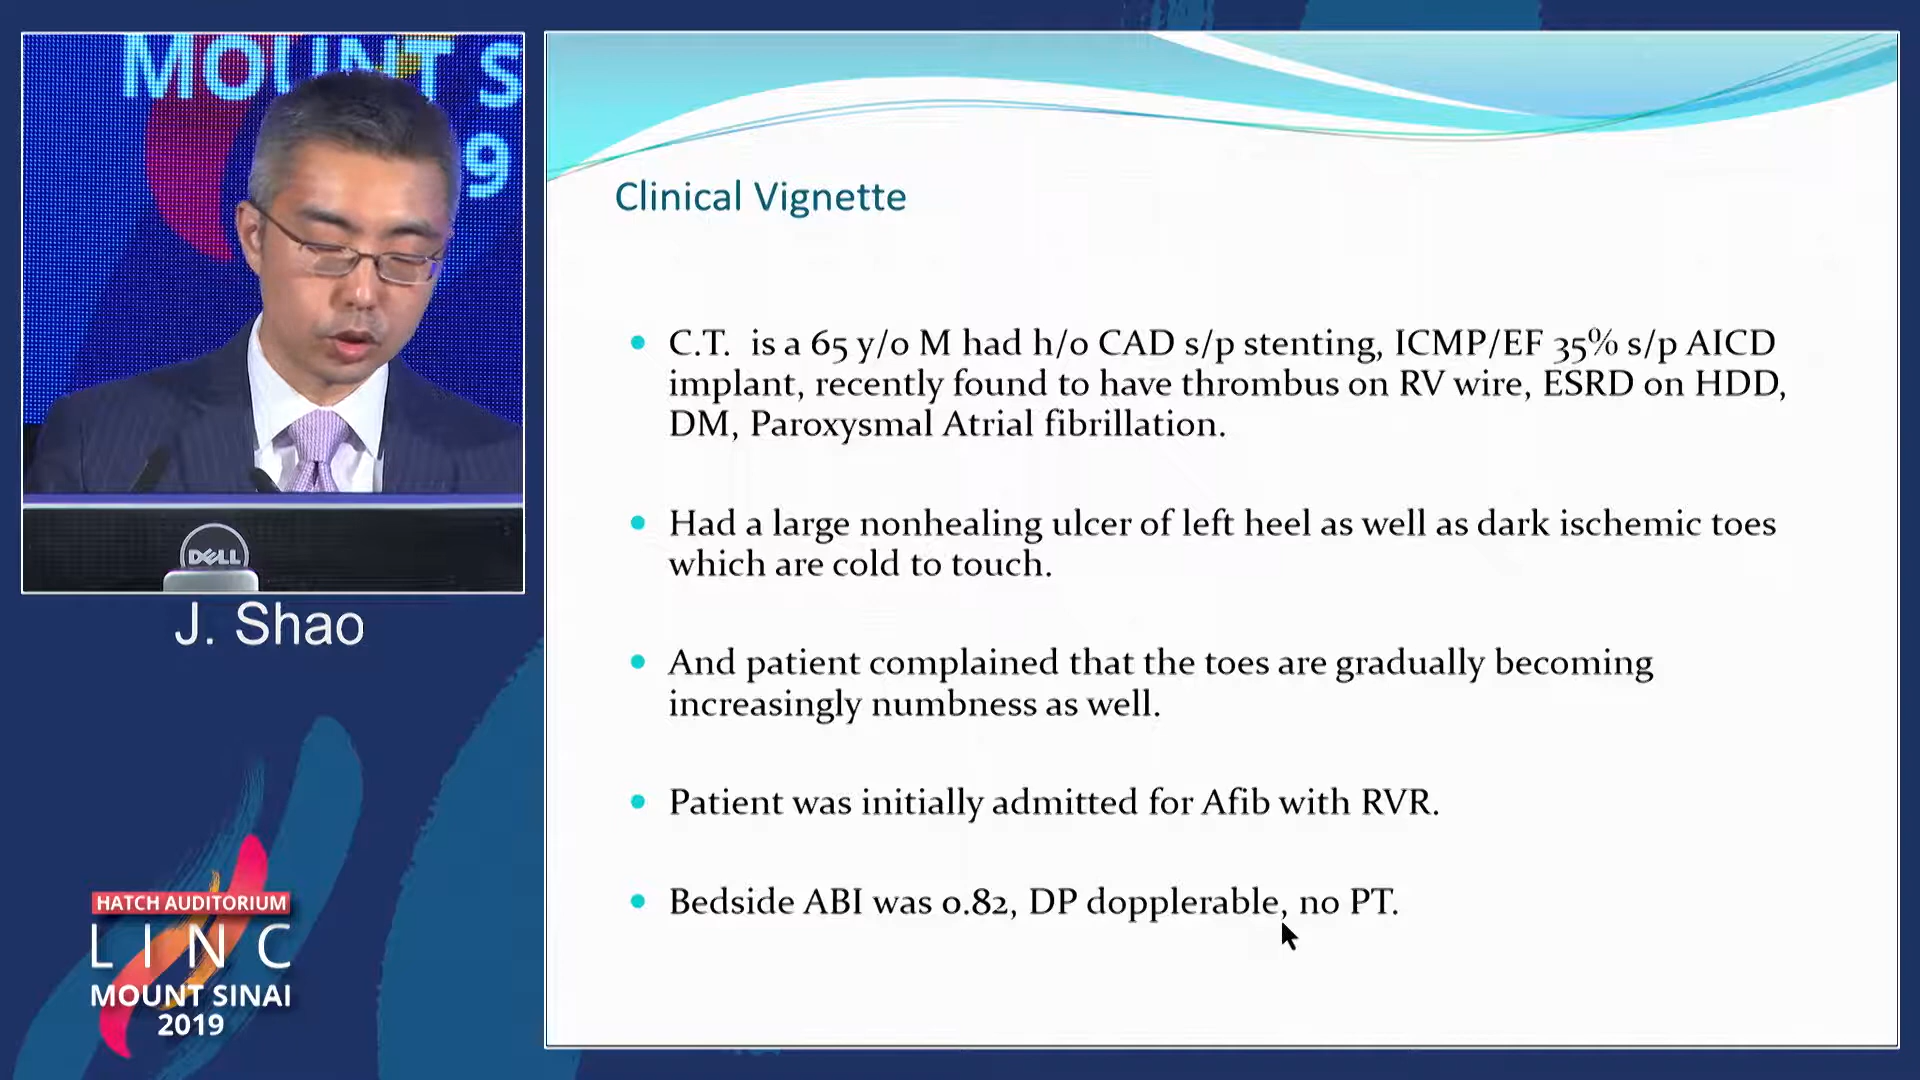 MOUNT S
9
DELL
J. Shao
HATCH AUDITORIUM
LINC
MOUNT SINAI
2019
Clinical Vignette
C.T. is a 65 y/o M had h/o CAD s/p stenting, ICMP/EF 35% s/p AICD
implant, recently found to have thrombus on RV wire, ESRD on HDD,
DM, Paroxysmal Atrial fibrillation.
Had a large nonhealing ulcer of left heel as well as dark ischemic toes
which are cold to touch.
And patient complained that the toes are gradually becoming
increasingly numbness as well.
Patient was initially admitted for Afib with RVR.
Bedside ABI was 0.82, DP dopplerable, no PT.